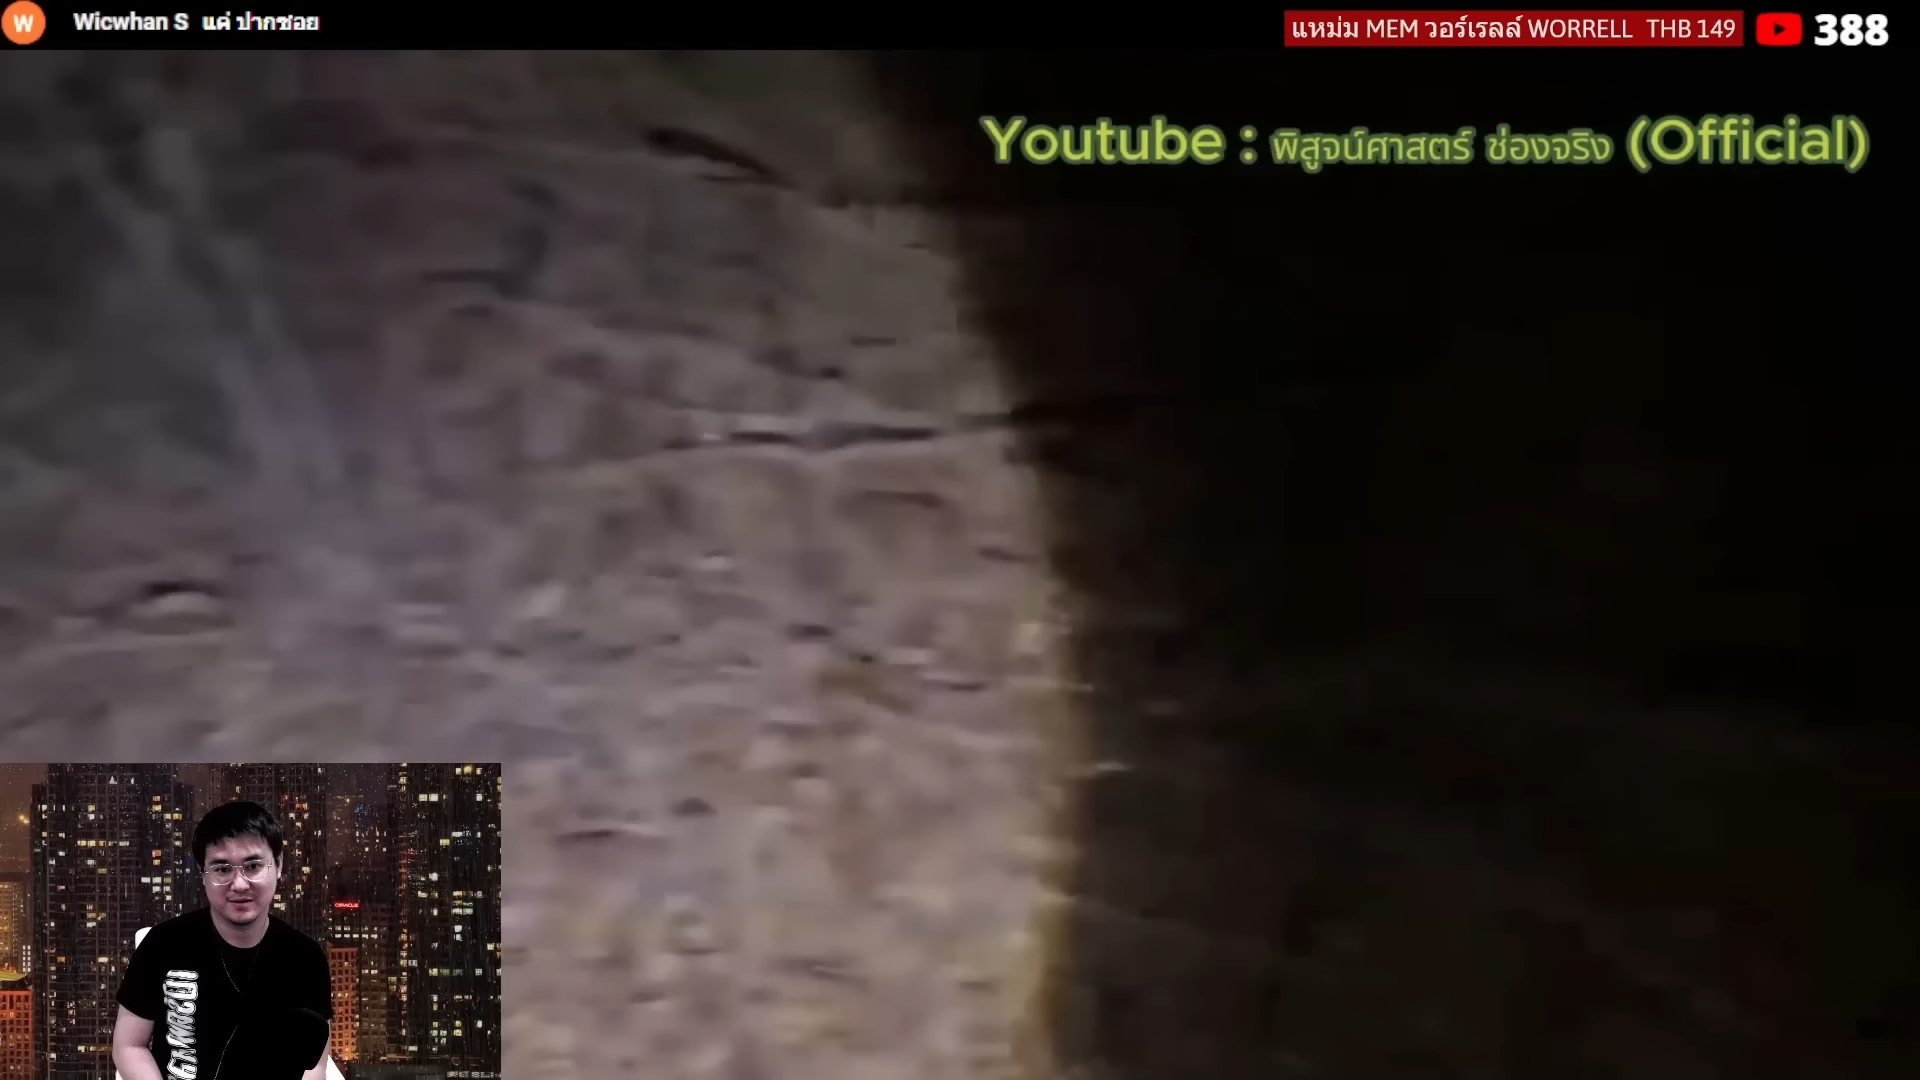 W
Wicwhan S แค่ ปากซอย
แหม่ม MEM วอร์เรลล์ WORRELL THB 149
388
Youtube : พิสูจน์ศาสตร์ ช่องจริง (Official)
ORACLE